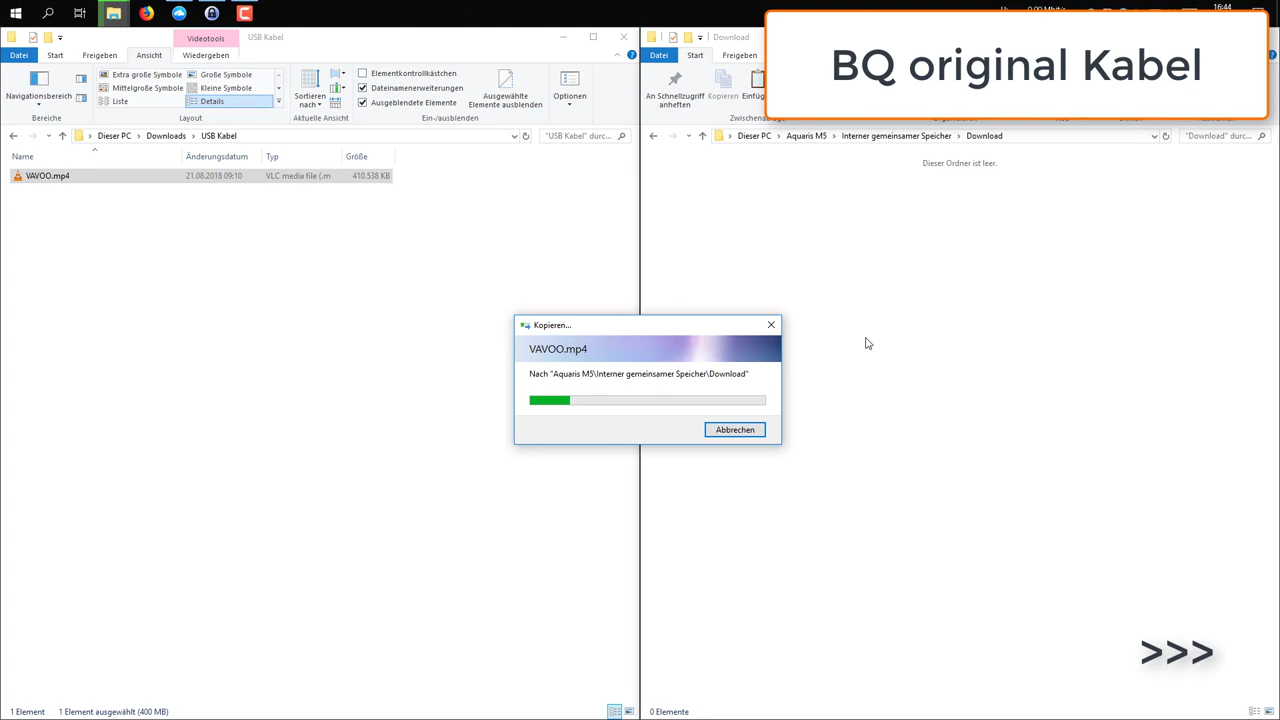 16:44
Videotools
USB Kabel
Download
BQ original Kabel
Datei
Start
Freigeben
Ansicht
Wiedergeben
Datei
Start
Freigeben
Navigationsbereich
Extra große Symbole
Große Symbole
Mittelgroße Symbole
Kleine Symbole
Liste
Details
Sortieren nach
Elementkontrollkästchen
Dateinamenerweiterungen
Ausgeblendete Elemente
Ausgewählte Elemente ausblenden
Optionen
An Schnellzugriff anheften
Kopieren
Bereiche
Layout
Aktuelle Ansicht
Ein-/ausblenden
Dieser PC > Downloads > USB Kabel
"USB Kabel" durc...
Dieser PC > Aquaris M5 > Interner gemeinsamer Speicher > Download
"Download" durc...
Name
Änderungsdatum
Typ
Größe
Dieser Ordner ist leer.
VAVOO.mp4
21.08.2018 09:10
VLC media file (.m
410.538 KB
Kopieren...
VAVOO.mp4
Nach "Aquaris M5\Interner gemeinsamer Speicher\Download"
Abbrechen
>>>
1 Element
1 Element ausgewählt (400 MB)
0 Elemente